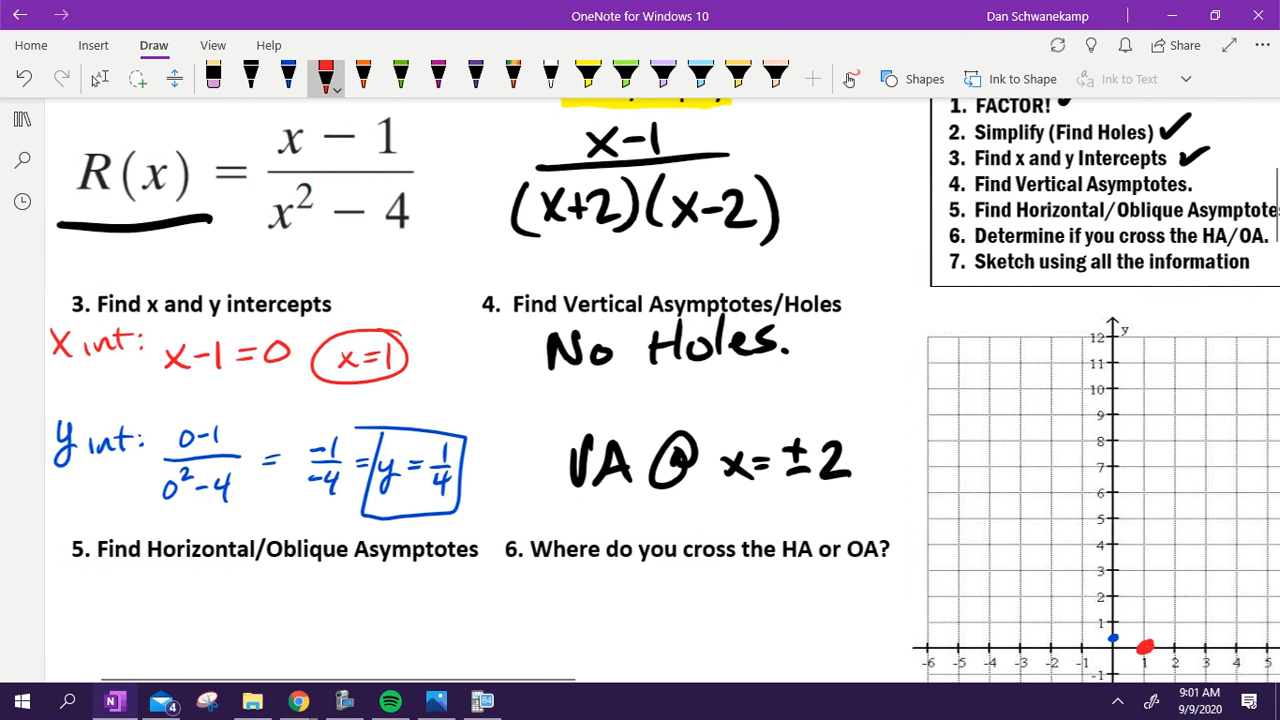 OneNote for Windows 10
Dan Schwanekamp
Home Insert Draw View Help
Share
Shapes
Ink to Shape
Ink to Text
R(x) = x − 1 / x² − 4
x-1 / (x+2)(x-2)
1. FACTOR! ✓
2. Simplify (Find Holes) ✓
3. Find x and y Intercepts ✓
4. Find Vertical Asymptotes.
5. Find Horizontal/Oblique Asymptote
6. Determine if you cross the HA/OA.
7. Sketch using all the information
3. Find x and y intercepts
X int: x-1=0 x=1
y int: 0-1 / 0²-4 = -1/-4 = y = 1/4
4. Find Vertical Asymptotes/Holes
No Holes.
VA @ x= ±2
5. Find Horizontal/Oblique Asymptotes
6. Where do you cross the HA or OA?
y
12
11
10
9
8
7
6
5
4
3
2
1
-6 -5 -4 -3 -2 -1 1 2 3 4 5
-1
4
84
9:01 AM
9/9/2020